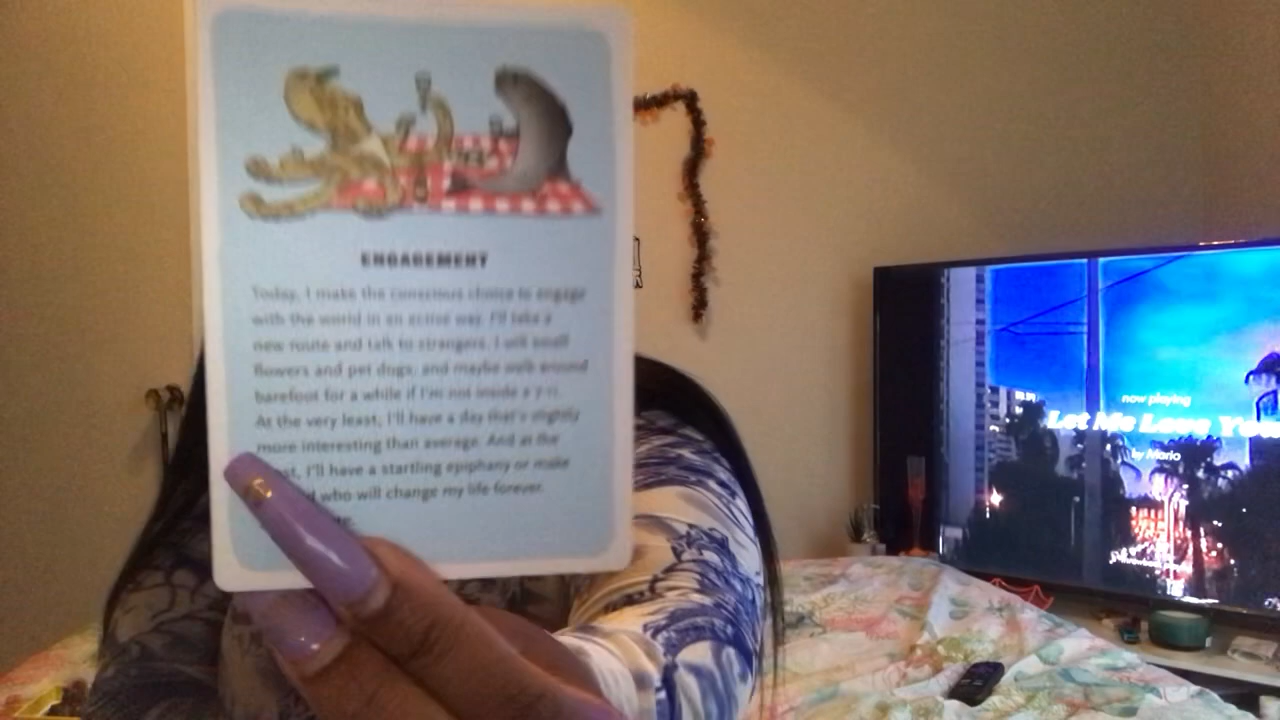 ENGAGEMENT
Today, I make the conscious choice to engage
with the world in an active way. I'll take a
new route and talk to strangers. I will smell
flowers and pet dogs, and maybe walk around
barefoot for a while if I'm not inside a 7-11.
At the very least, I'll have a day that's slightly
more interesting than average. And at the
I'll have a startling epiphany or make
who will change my life forever.
now playing
Let Me Love You
by Mario